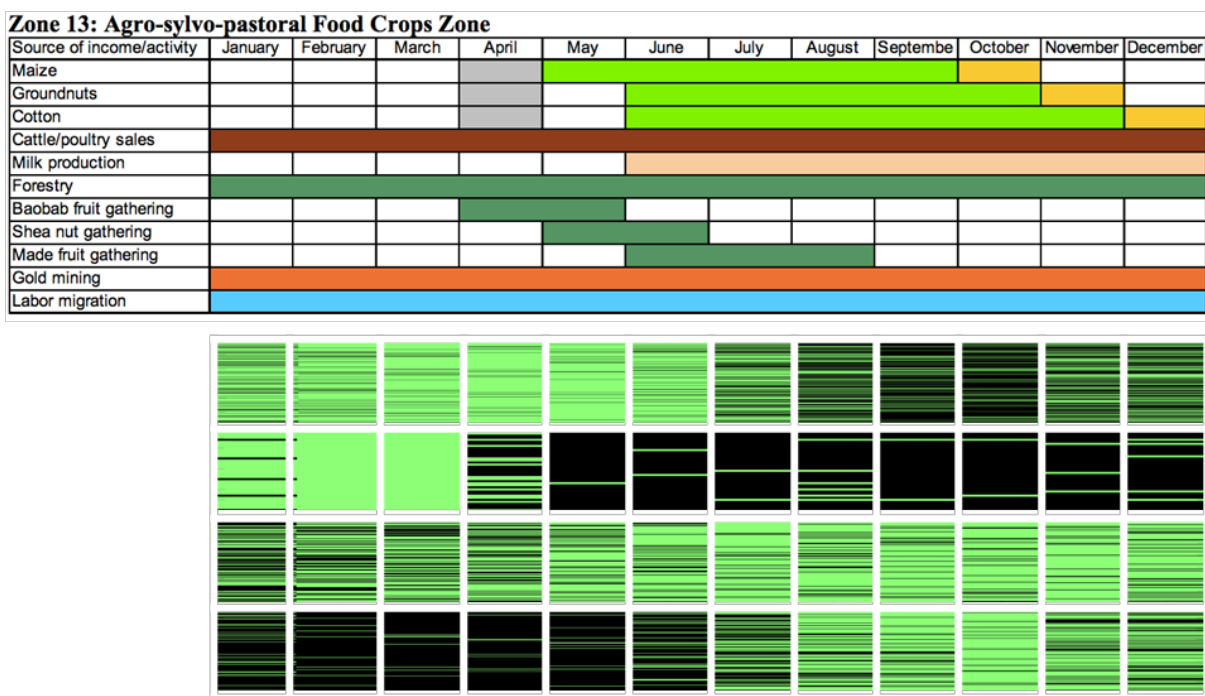 Zone 13: Agro-sylvo-pastoral Food Crops Zone
Source of income/activity January February March April May June July August Septembe October November December
Maize
Groundnuts
Cotton
Cattle/poultry sales
Milk production
Forestry
Baobab fruit gathering
Shea nut gathering
Made fruit gathering
Gold mining
Labor migration